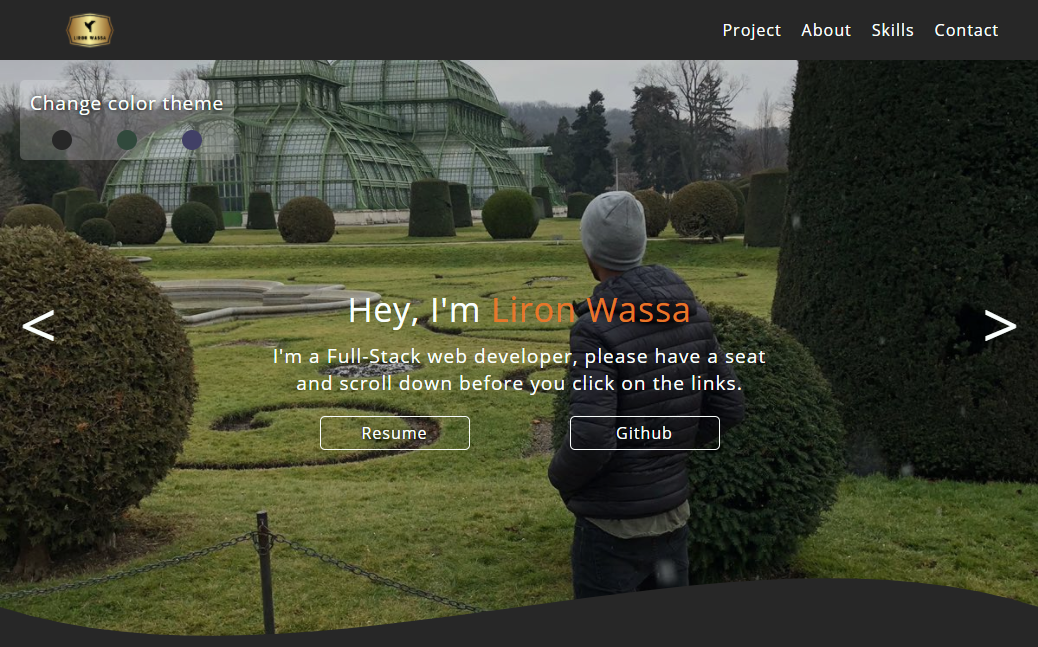 LIRON WASSA
Project About Skills Contact
Change color theme
Hey, I'm Liron Wassa
I'm a Full-Stack web developer, please have a seat
and scroll down before you click on the links.
< >
Resume Github